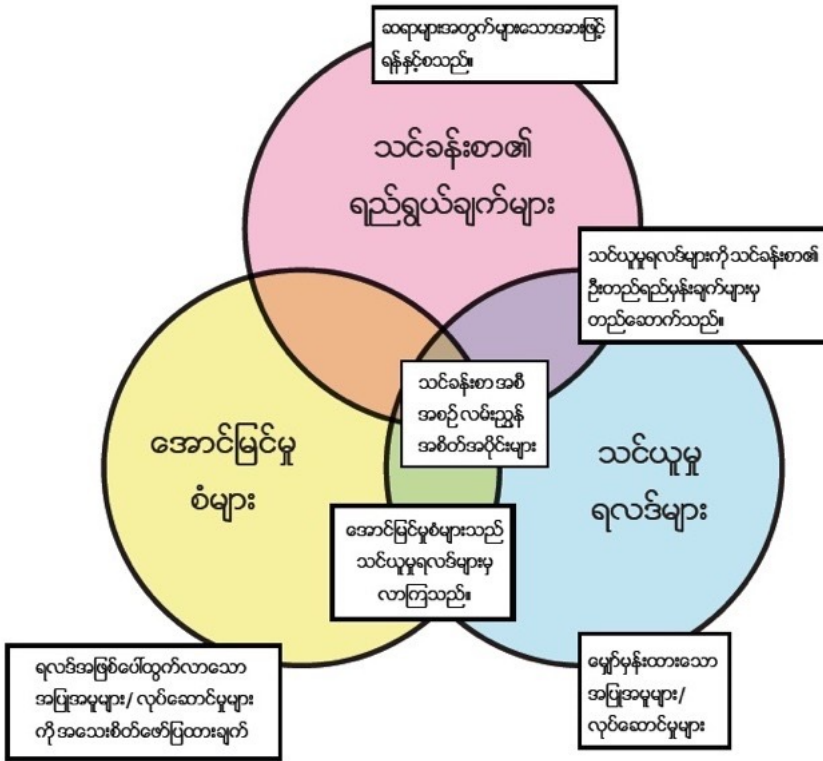 ဆရာများအတွက်များသောအားဖြင့်
ရန်နှင့်စသည်။
သင်ခန်းစာ၏
ရည်ရွယ်ချက်များ
သင်ယူမှုရလဒ်များကို သင်ခန်းစာ၏
ဦးတည်ရည်မှန်းချက်များမှ
တည်ဆောက်သည်။
သင်ခန်းစာ အစီ
အစဉ် လမ်းညွှန်
အစိတ်အပိုင်းများ
အောင်မြင်မှု
စံများ
သင်ယူမှု
ရလဒ်များ
အောင်မြင်မှုစံများသည်
သင်ယူမှုရလဒ်များမှ
လာကြသည်။
ရလဒ်အဖြစ်ပေါ်ထွက်လာသော
အပြုအမူများ/ လုပ်ဆောင်မှုများ
ကို အသေးစိတ်ဖော်ပြထားချက်
မျှော်မှန်းထားသော
အပြုအမူများ/
လုပ်ဆောင်မှုများ